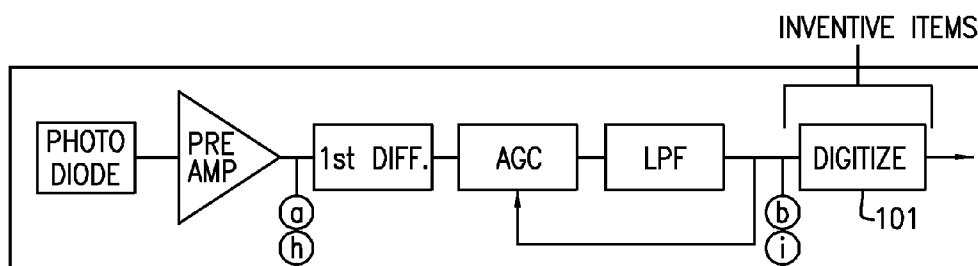 INVENTIVE ITEMS
PHOTO
DIODE
PRE
AMP
1st DIFF.
AGC
LPF
DIGITIZE
a
h
b
i
101